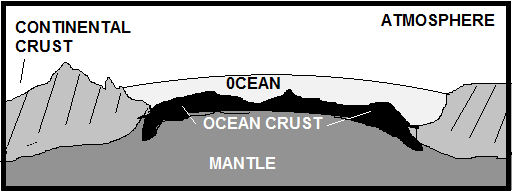 CONTINENTAL
CRUST
ATMOSPHERE
0CEAN
OCEAN CRUST
MANTLE